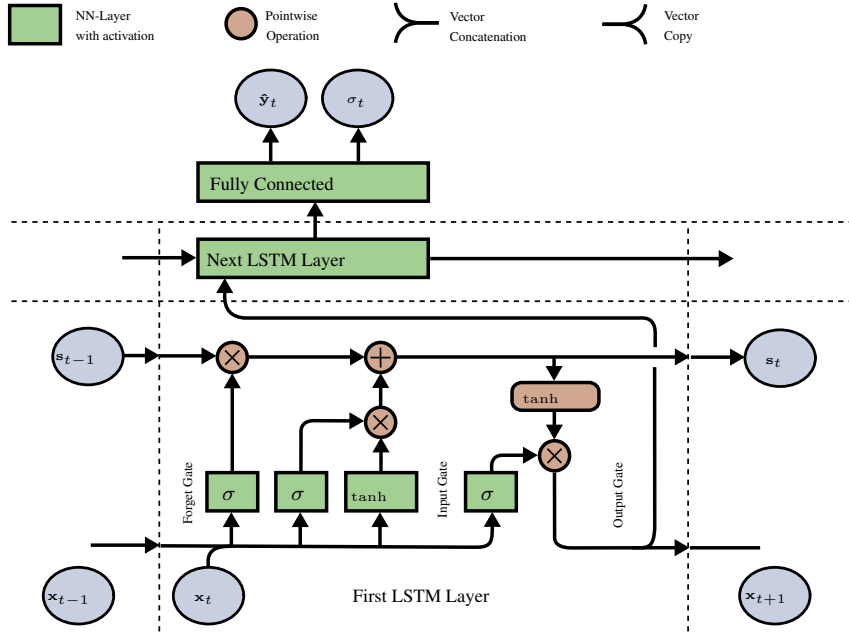 NN-Layer
with activation
Pointwise
Operation
Vector
Concatenation
Vector
Copy
ŷₜ
σₜ
Fully Connected
Next LSTM Layer
sₜ₋₁
×
+
sₜ
tanh
×
×
Forget Gate
σ
σ
tanh
Input Gate
σ
Output Gate
xₜ₋₁
xₜ
First LSTM Layer
xₜ₊₁